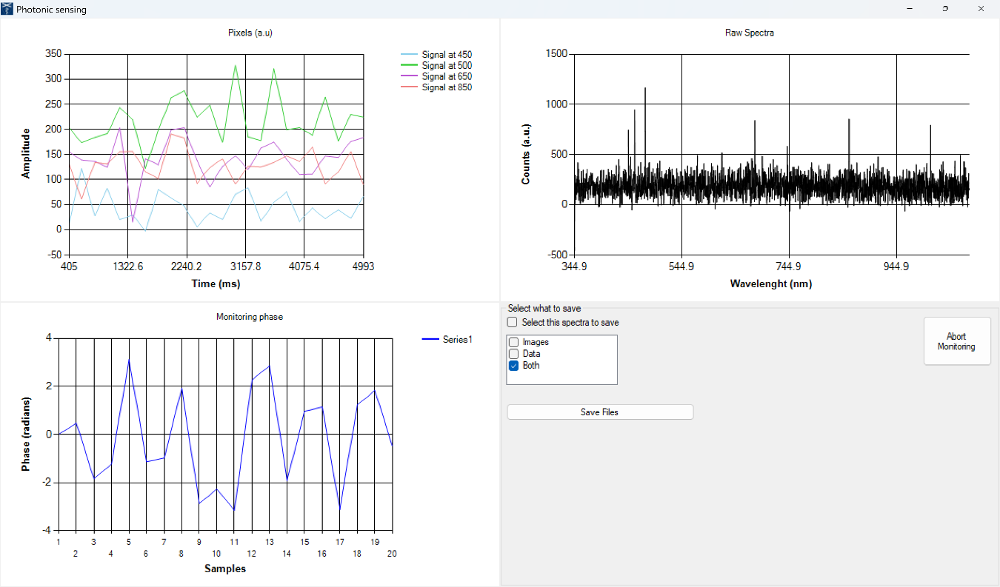 Photonic sensing
Pixels (a.u)
350
300
250
200
150
100
50
0
-50
Amplitude
405 1322.6 2240.2 3157.8 4075.4 4993
Time (ms)
Signal at 450
Signal at 500
Signal at 650
Signal at 850
Raw Spectra
1500
1000
500
0
-500
Counts (a.u.)
344.9 544.9 744.9 944.9
Wavelenght (nm)
Monitoring phase
4
2
0
-2
-4
Phase (radians)
1 3 5 7 9 11 13 15 17 19
2 4 6 8 10 12 14 16 18 20
Samples
Series1
Select what to save
Select this spectra to save
Images
Data
Both
Save Files
Abort
Monitoring